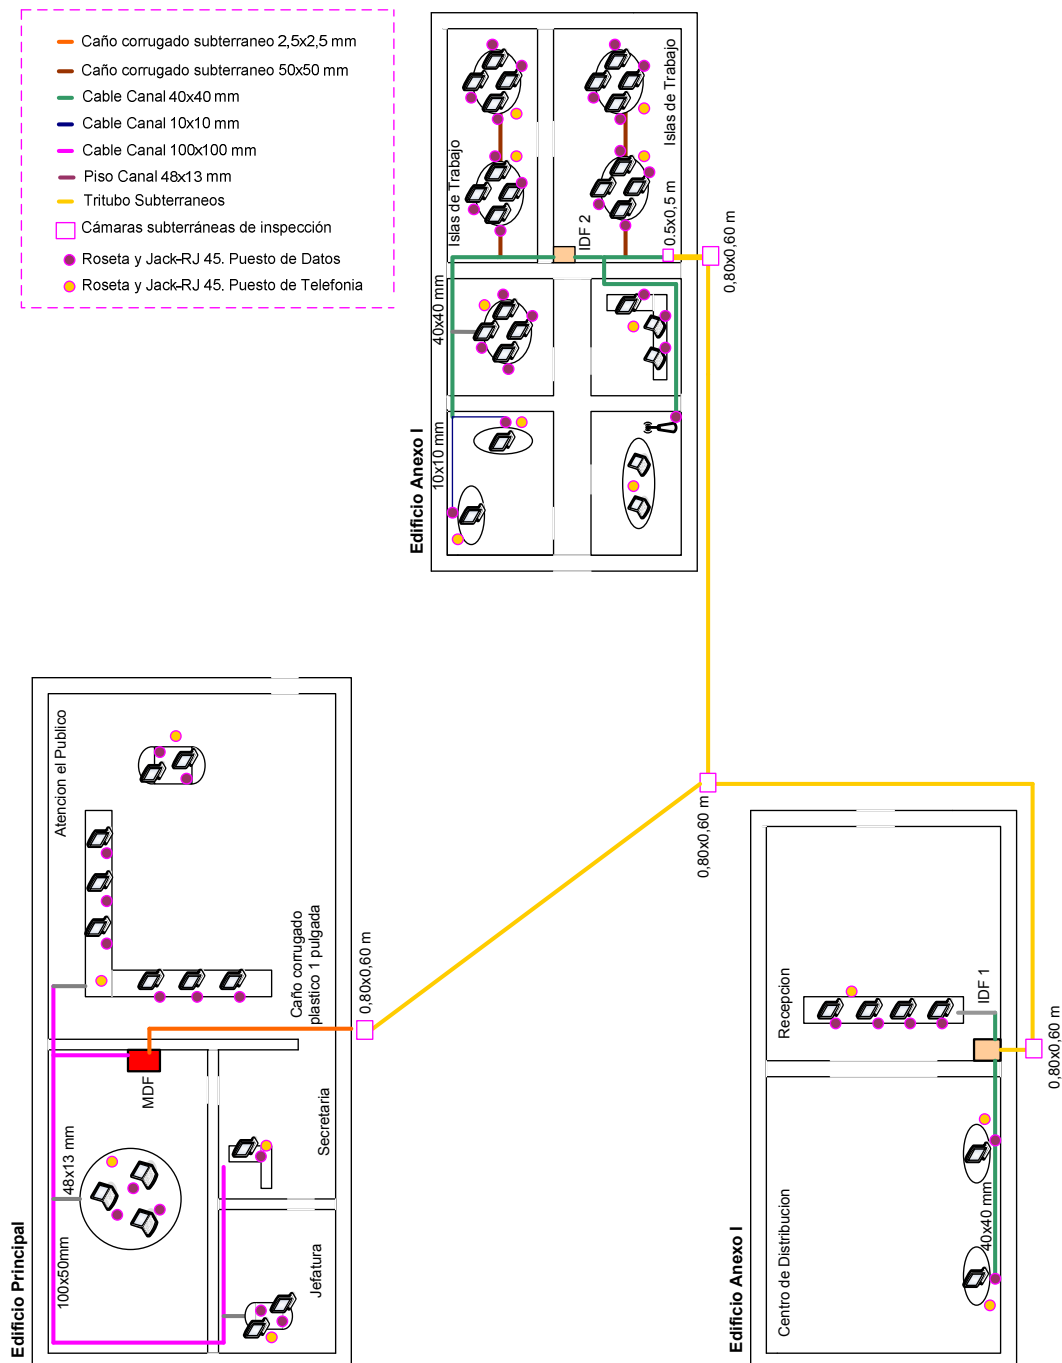 Caño corrugado subterraneo 2,5x2,5 mm
Caño corrugado subterraneo 50x50 mm
Cable Canal 40x40 mm
Cable Canal 10x10 mm
Cable Canal 100x100 mm
Piso Canal 48x13 mm
Tritubo Subterraneos
Cámaras subterráneas de inspección
Roseta y Jack-RJ 45. Puesto de Datos
Roseta y Jack-RJ 45. Puesto de Telefonia
Islas de Trabajo
Islas de Trabajo
IDF 2
0.5x0,5 m
0,80x0,60 m
40x40 mm
10x10 mm
Edificio Anexo I
Atencion el Publico
Caño corrugado
plastico 1 pulgada
0,80x0,60 m
MDF
48x13 mm
100x50mm
Secretaria
Jefatura
Edificio Principal
0,80x0,60 m
Recepcion
IDF 1
0,80x0,60 m
40x40 mm
Centro de Distribucion
Edificio Anexo I